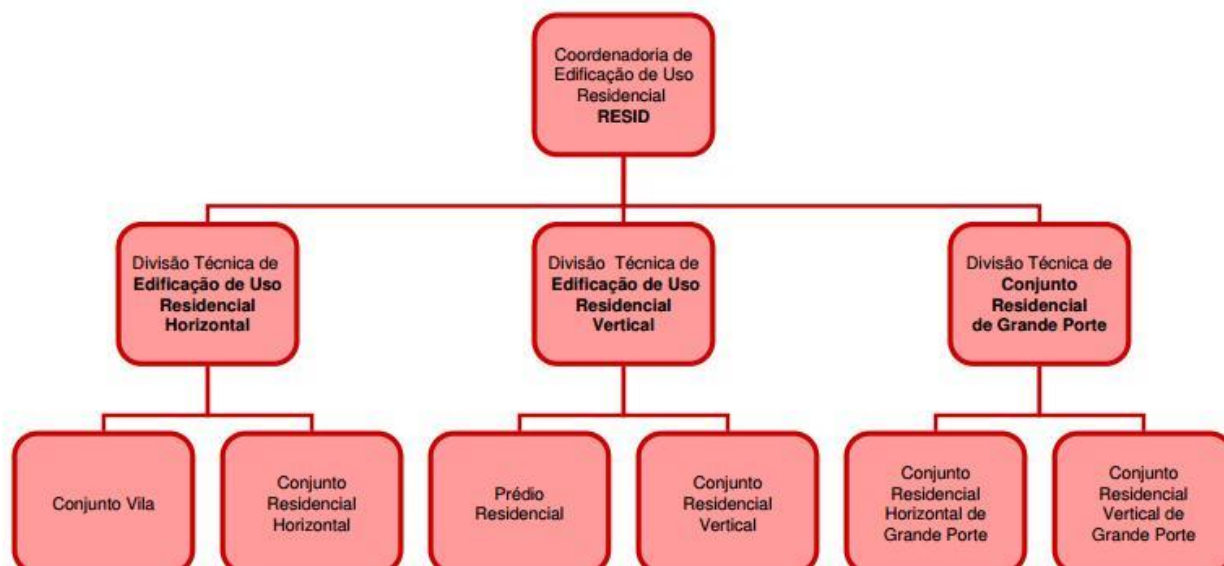 Coordenadoria de
Edificação de Uso
Residencial
RESID
Divisão Técnica de
Edificação de Uso
Residencial
Horizontal
Divisão Técnica de
Edificação de Uso
Residencial
Vertical
Divisão Técnica de
Conjunto
Residencial
de Grande Porte
Conjunto Vila
Conjunto
Residencial
Horizontal
Prédio
Residencial
Conjunto
Residencial
Vertical
Conjunto
Residencial
Horizontal de
Grande Porte
Conjunto
Residencial
Vertical de
Grande Porte